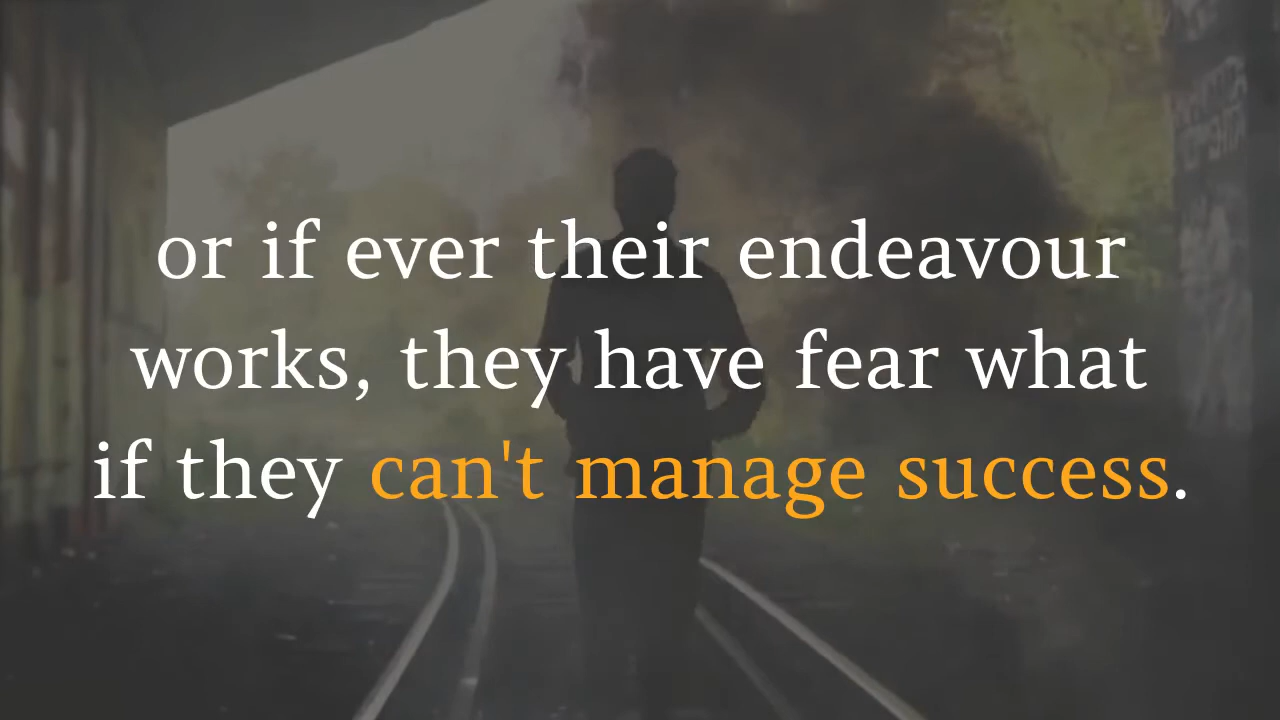 or if ever their endeavour
works, they have fear what
if they can't manage success.